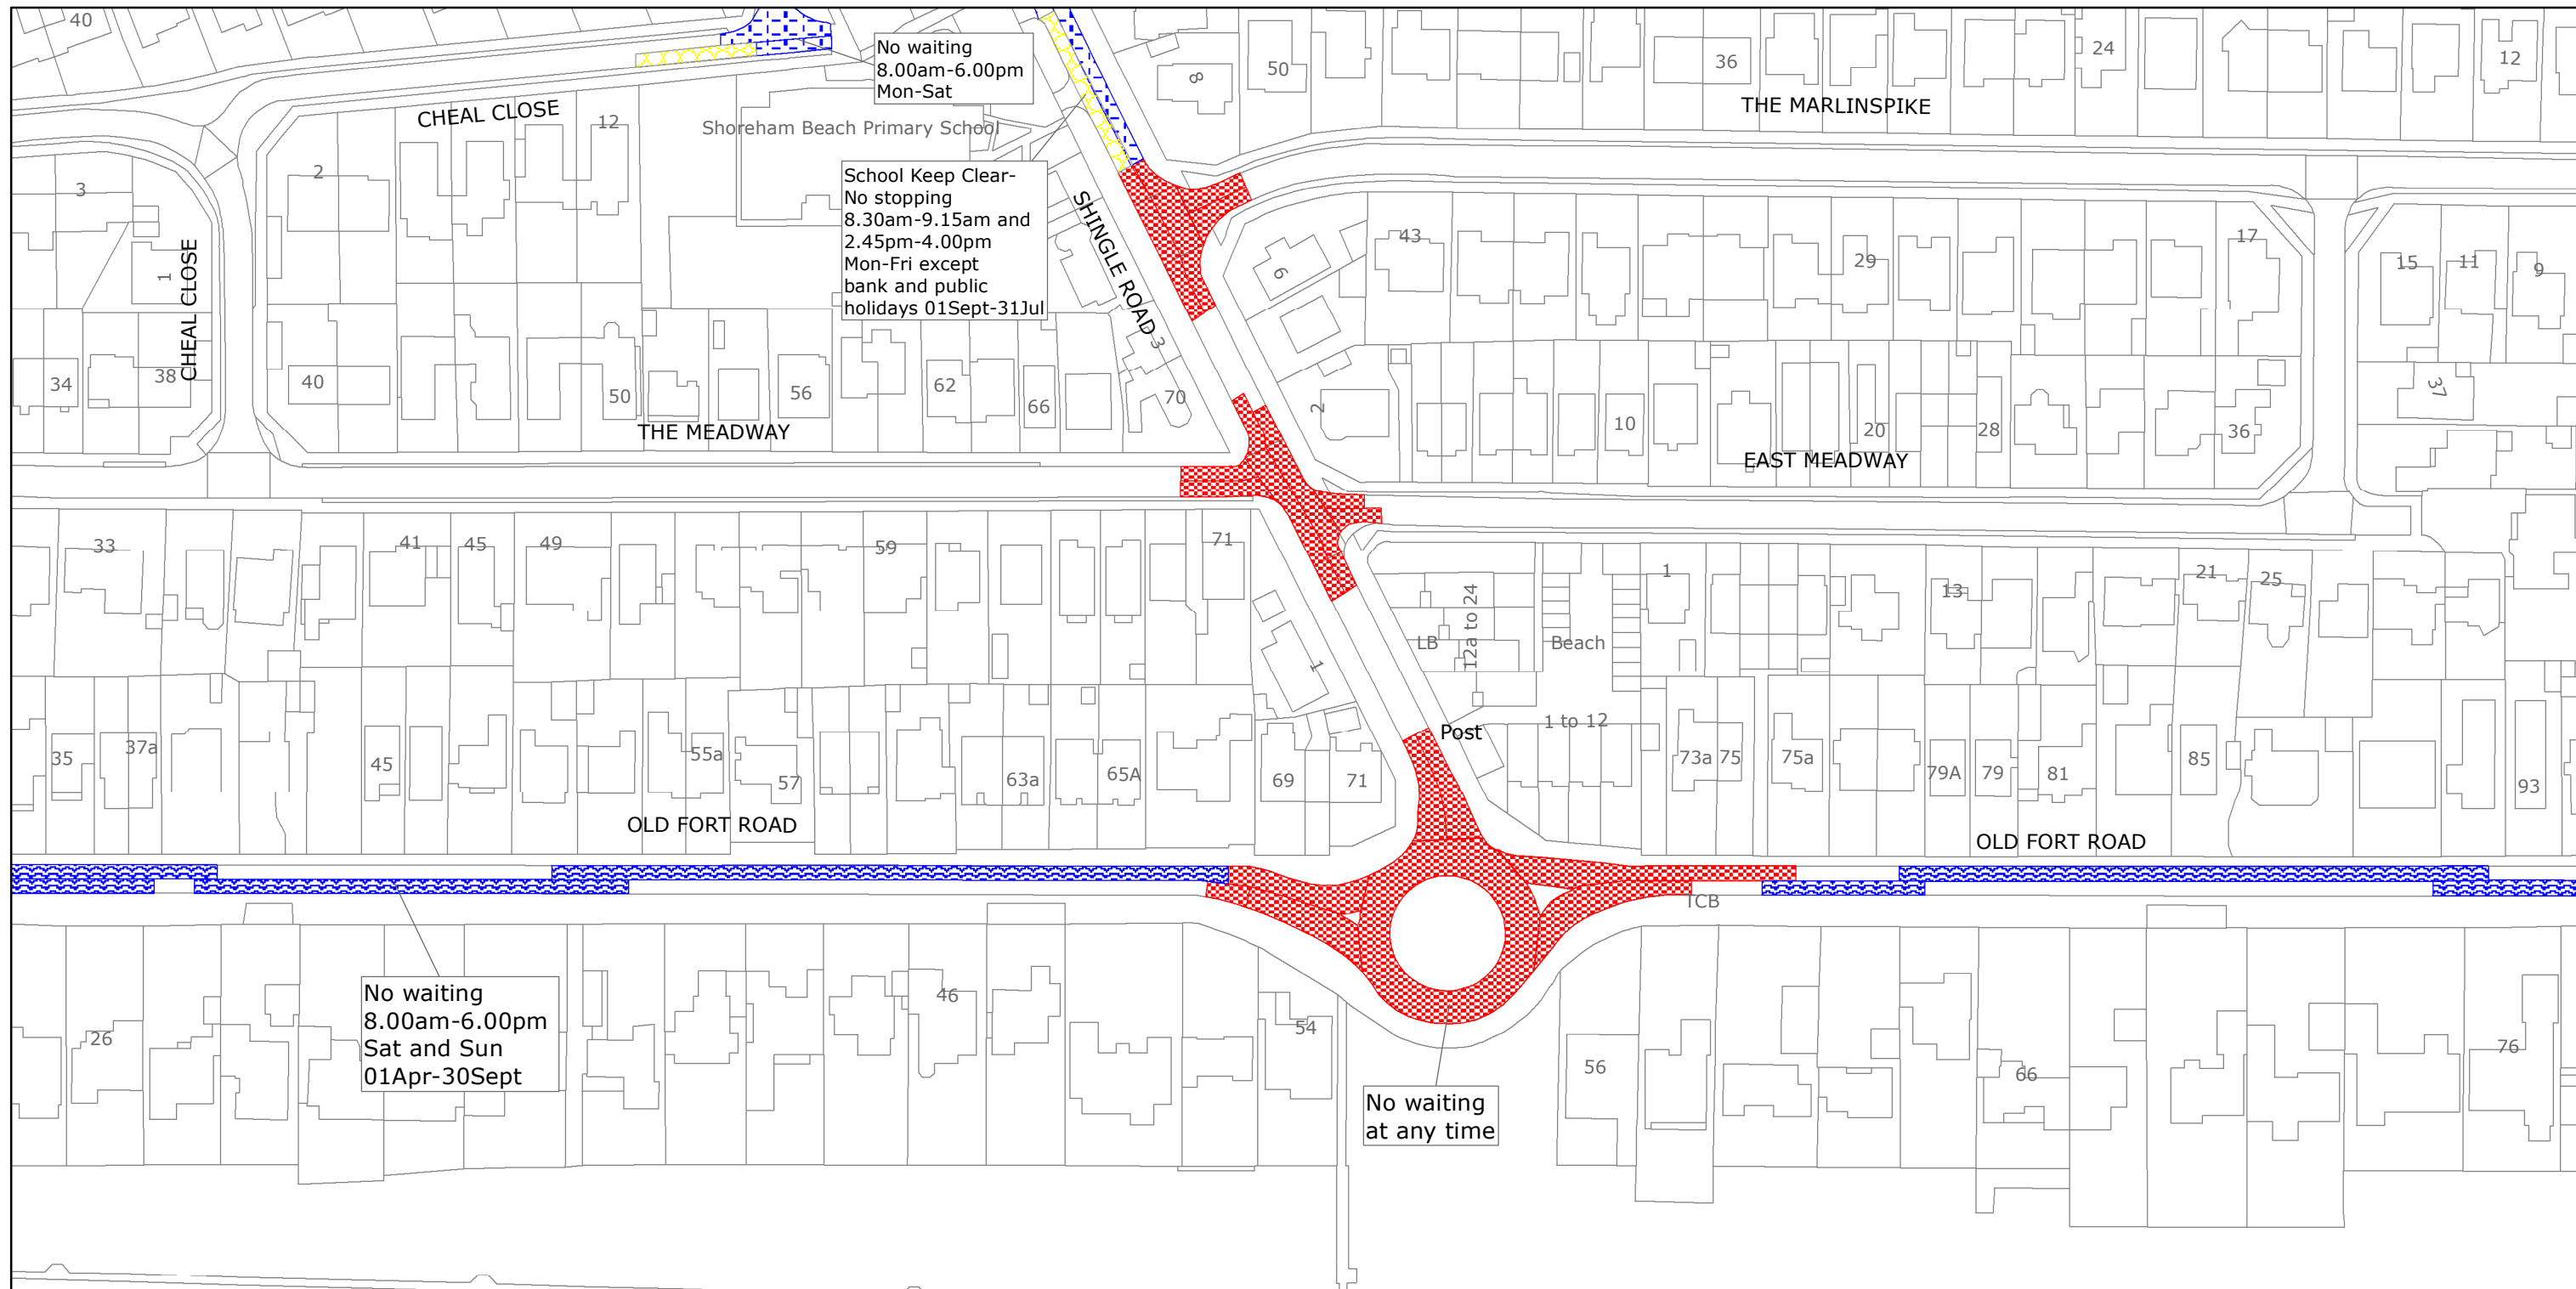 40
No waiting
8.00am-6.00pm
Mon-Sat
8
50
36
24
12
THE MARLINSPIKE
CHEAL CLOSE
12
Shoreham Beach Primary School
2
3
School Keep Clear-
No stopping
8.30am-9.15am and
2.45pm-4.00pm
Mon-Fri except
bank and public
holidays 01Sept-31Jul
SHINGLE ROAD
CHEAL CLOSE
1
6
43
29
17
15
11
9
3
34
38
40
50
56
62
66
70
2
10
20
28
36
37
THE MEADWAY
EAST MEADWAY
33
41
45
49
59
71
1
13
21
25
12a to 24
LB
Beach
1
Post
1 to 12
35
37a
45
55a
57
63a
65A
69
71
73a
75
75a
79A
79
81
85
93
OLD FORT ROAD
OLD FORT ROAD
TCB
No waiting
8.00am-6.00pm
Sat and Sun
01Apr-30Sept
26
46
54
56
66
76
No waiting
at any time